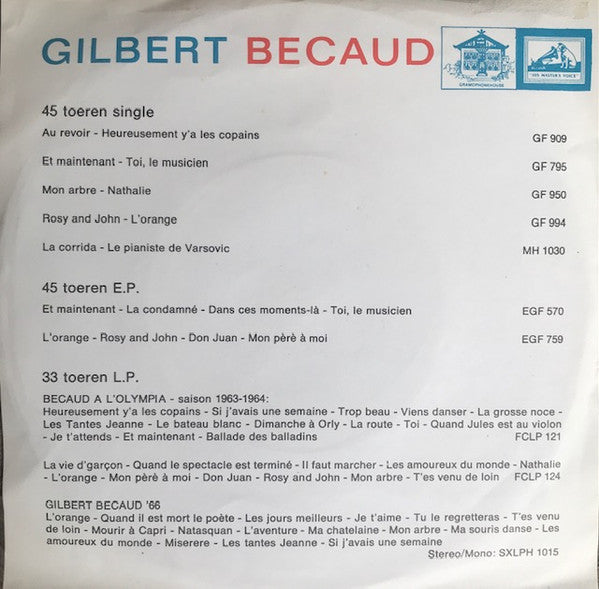 GILBERT BECAUD
GRAMOPHONEHOUSE
"HIS MASTER'S VOICE"
45 toeren single
Au revoir - Heureusement y'a les copains GF 909
Et maintenant - Toi, le musicien GF 795
Mon arbre - Nathalie GF 950
Rosy and John - L'orange GF 994
La corrida - Le pianiste de Varsovic MH 1030
45 toeren E.P.
Et maintenant - La condamné - Dans ces moments-là - Toi, le musicien EGF 570
L'orange - Rosy and John - Don Juan - Mon pèrè à moi EGF 759
33 toeren L.P.
BECAUD A L'OLYMPIA - saison 1963-1964:
Heureusement y'a les copains - Si j'avais une semaine - Trop beau - Viens danser - La grosse noce -
Les Tantes Jeanne - Le bateau blanc - Dimanche à Orly - La route - Toi - Quand Jules est au violon
- Je t'attends - Et maintenant - Ballade des balladins FCLP 121
La vie d'garçon - Quand le spectacle est terminé - Il faut marcher - Les amoureux du monde - Nathalie
- L'orange - Mon pèrè à moi - Don Juan - Rosy and John - Mon arbre - T'es venu de loin FCLP 124
GILBERT BECAUD '66
L'orange - Quand il est mort le poète - Les jours meilleurs - Je t'aime - Tu le regretteras - T'es venu
de loin - Mourir à Capri - Natasquan - L'aventure - Ma chatelaine - Mon arbre - Ma souris danse - Les
amoureux du monde - Miserere - Les tantes Jeanne - Si j'avais une semaine
Stereo/Mono: SXLPH 1015